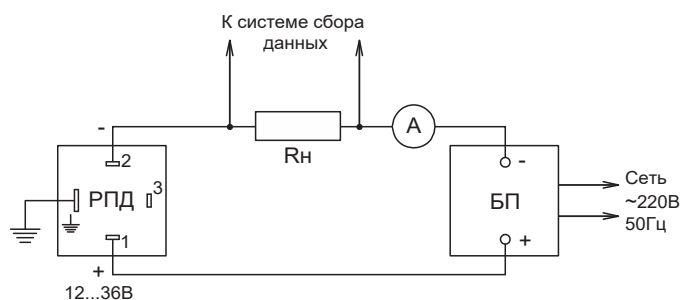 К системе сбора
данных
A
Rн
-
2
3
РПД
1
+
12...36В
-
БП
+
Сеть
~220В
50Гц